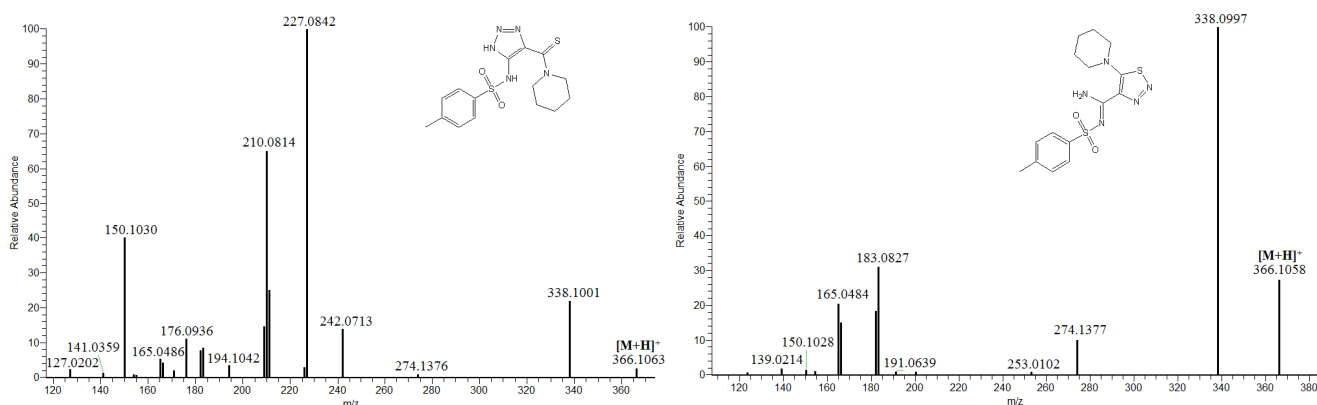 227.0842
210.0814
150.1030
141.0359
127.0202
176.0936
165.0486
194.1042
242.0713
274.1376
338.1001
[M+H]⁺
366.1063
Relative Abundance
100
90
80
70
60
50
40
30
20
10
0
120 140 160 180 200 220 240 260 280 300 320 340 360
m/z
N N
HN
S
NH
O
S
N
O
338.0997
[M+H]⁺
366.1058
183.0827
165.0484
150.1028
139.0214
191.0639
253.0102
274.1377
Relative Abundance
100
90
80
70
60
50
40
30
20
10
0
120 140 160 180 200 220 240 260 280 300 320 340 360 380
m/z
N
S
N
H₂N
N
O
N
S
O